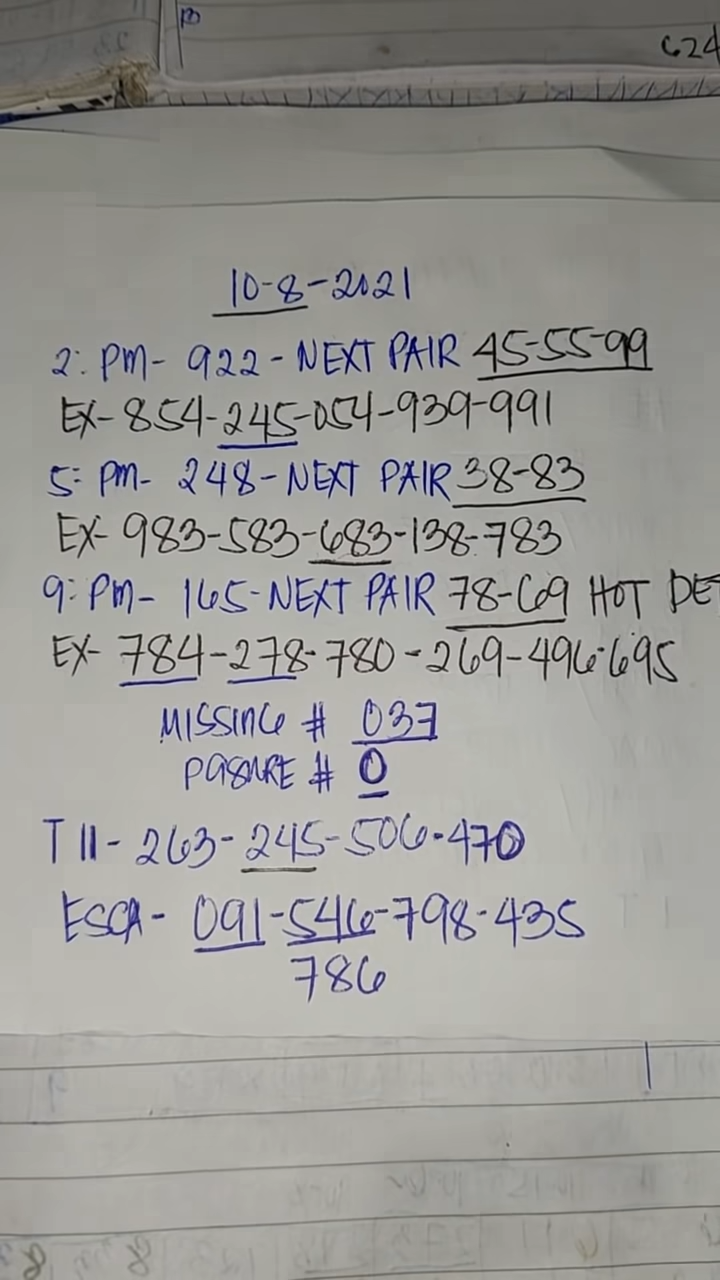 624
10-8-2021
2: PM- 922-NEXT PAIR 45-55-99
EX-854-245-054-939-991
5: PM- 248-NEXT PAIR 38-83
EX-983-583-683-138-783
9: PM- 165-NEXT PAIR 78-69 HOT DET
EX-784-278-780-269-496-695
MISSING # 037
PASURE # 0
T11-263-245-506-470
ESCA-091-546-798-435
786